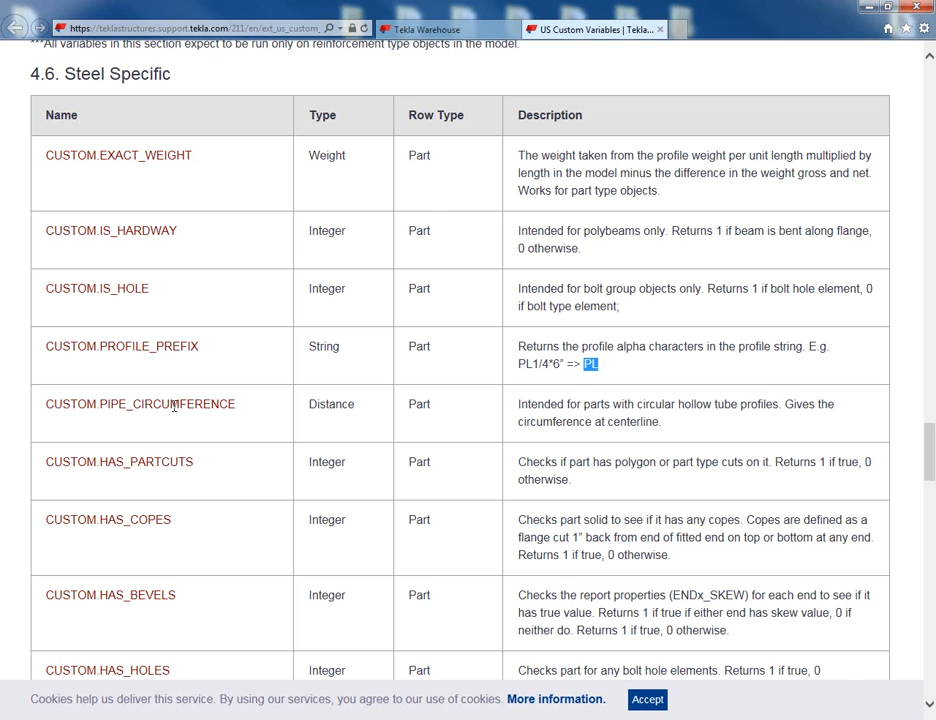 https://teklastructures.support.tekla.com/211/en/ext_us_custom_
Tekla Warehouse
US Custom Variables | Tekla...
***All variables in this section expect to be run only on reinforcement type objects in the model.
4.6. Steel Specific
Name Type Row Type Description
CUSTOM.EXACT_WEIGHT Weight Part The weight taken from the profile weight per unit length multiplied by
length in the model minus the difference in the weight gross and net.
Works for part type objects.
CUSTOM.IS_HARDWAY Integer Part Intended for polybeams only. Returns 1 if beam is bent along flange,
0 otherwise.
CUSTOM.IS_HOLE Integer Part Intended for bolt group objects only. Returns 1 if bolt hole element, 0
if bolt type element;
CUSTOM.PROFILE_PREFIX String Part Returns the profile alpha characters in the profile string. E.g.
PL1/4*6” => PL
CUSTOM.PIPE_CIRCUMFERENCE Distance Part Intended for parts with circular hollow tube profiles. Gives the
circumference at centerline.
CUSTOM.HAS_PARTCUTS Integer Part Checks if part has polygon or part type cuts on it. Returns 1 if true, 0
otherwise.
CUSTOM.HAS_COPES Integer Part Checks part solid to see if it has any copes. Copes are defined as a
flange cut 1” back from end of fitted end on top or bottom at any end.
Returns 1 if true, 0 otherwise.
CUSTOM.HAS_BEVELS Integer Part Checks the report properties (ENDx_SKEW) for each end to see if it
has true value. Returns 1 if true if either end has skew value, 0 if
neither do. Returns 1 if true, 0 otherwise.
CUSTOM.HAS_HOLES Integer Part Checks part for any bolt hole elements. Returns 1 if true, 0
Cookies help us deliver this service. By using our services, you agree to our use of cookies. More information. Accept